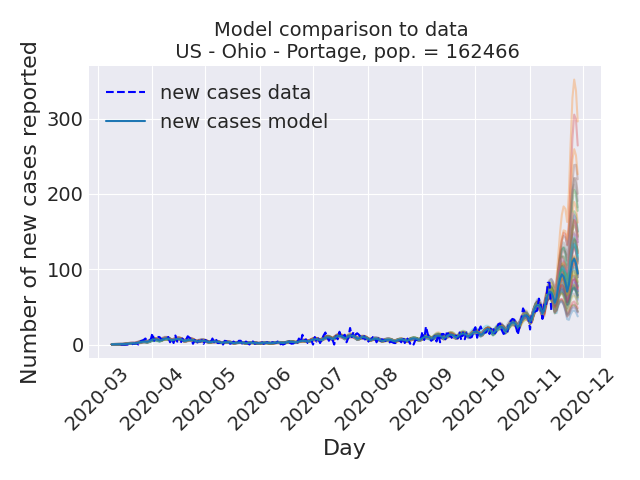 Model comparison to data
US - Ohio - Portage, pop. = 162466
Number of new cases reported
new cases data
new cases model
300
200
100
0
2020-03
2020-04
2020-05
2020-06
2020-07
2020-08
2020-09
2020-10
2020-11
2020-12
Day